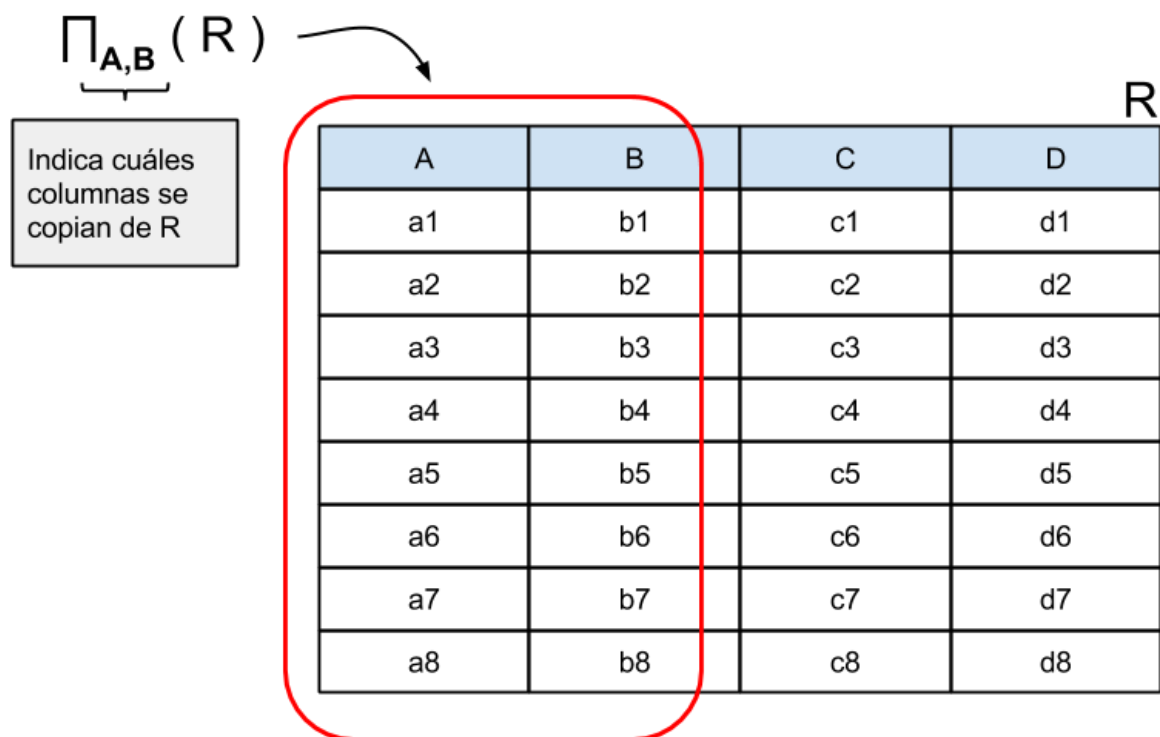 ∏A,B ( R )
Indica cuáles
columnas se
copian de R
R
A B C D
a1 b1 c1 d1
a2 b2 c2 d2
a3 b3 c3 d3
a4 b4 c4 d4
a5 b5 c5 d5
a6 b6 c6 d6
a7 b7 c7 d7
a8 b8 c8 d8